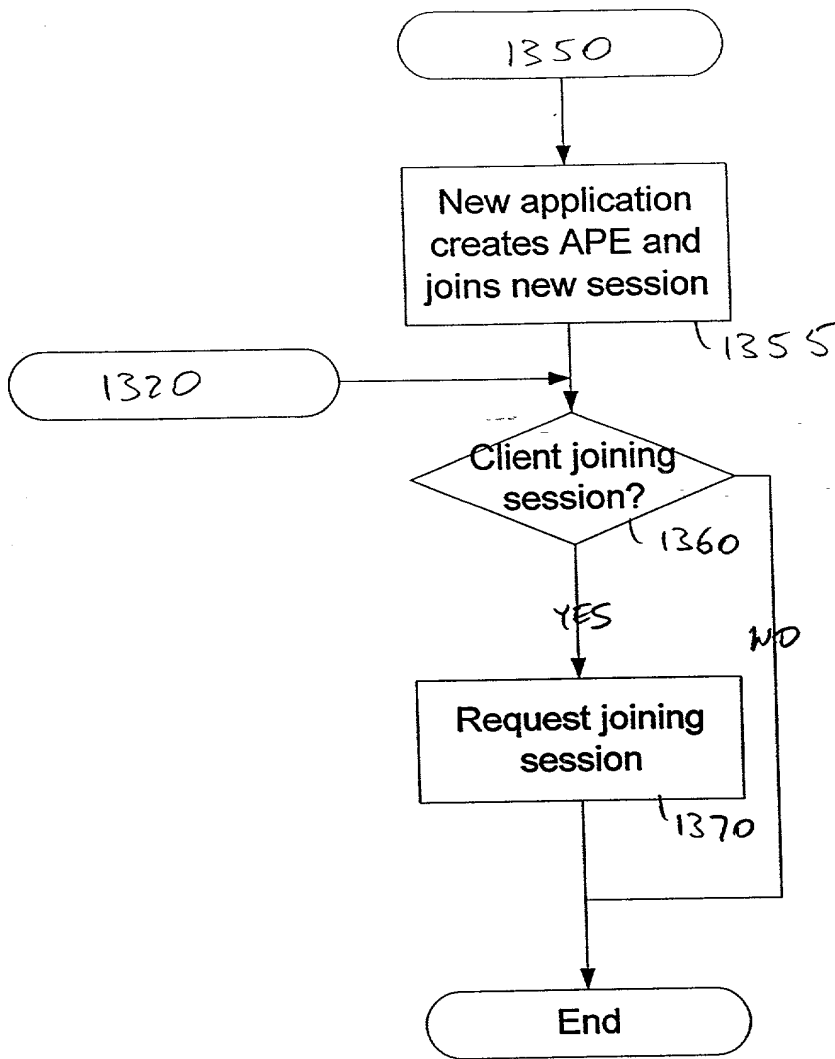 1350
New application
creates APE and
joins new session
1355
1320
Client joining
session?
1360
YES
NO
Request joining
session
1370
End